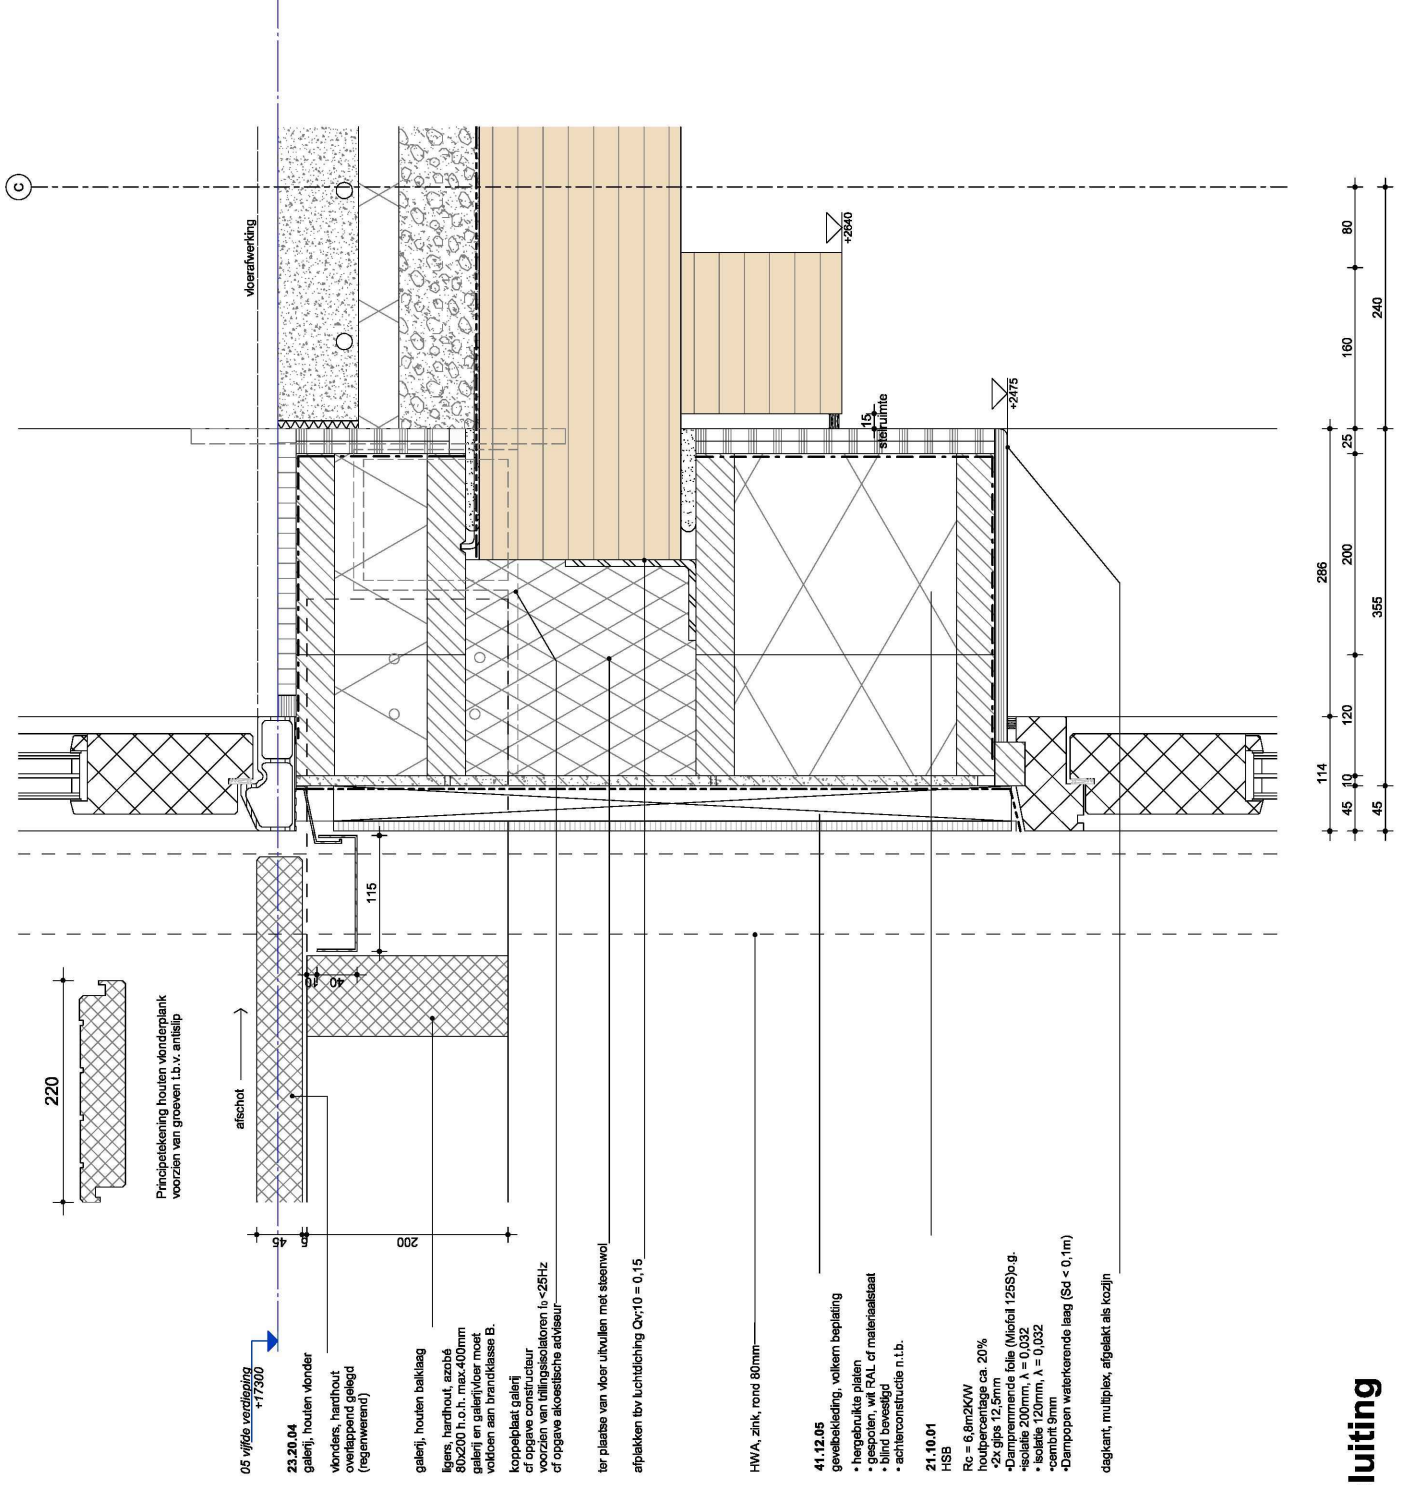 C
vloerafwerking
+2640
+2475
15
stelruimte
80
160
240
25
200
286
355
120
114
10
45
45
115
10
40
220
Principetekening houten vlonderplank
voorzien van groeven t.b.v. antislip
afschot
45
5
200
05 vijfde verdieping
+17300
23.20.04
galerij, houten vlonder
vlonders, hardhout
overlappend gelegd
(regenwerend)
galerij, houten balklaag
liggers, hardhout, azobé
80x200 h.o.h. max.400mm
galerij en galerijvloer moet
voldoen aan brandklasse B.
koppelplaat galerij
cf opgave constructeur
voorzien van trillingsisolatoren f₀ <25Hz
cf opgave akoestische adviseur
ter plaatse van vloer uitvullen met steenwol
afplakken tbv luchtdichting Qv;10 = 0,15
HWA, zink, rond 80mm
41.12.05
gevelbekleding, volkern beplating
• hergebruikte platen
• gespoten, wit RAL cf materiaalstaat
• blind bevestigd
• achterconstructie n.t.b.
21.10.01
HSB
Rc = 6,8m2K/W
houtpercentage ca. 20%
•2x gips 12,5mm
•Dampremmende folie (Miofol 125S)o.g.
•isolatie 200mm, λ = 0,032
• isolatie 120mm, λ = 0,032
•cembrit 9mm
•Dampopen waterkerende laag (Sd < 0,1m)
dagkant, multiplex, afgelakt als kozijn
luiting